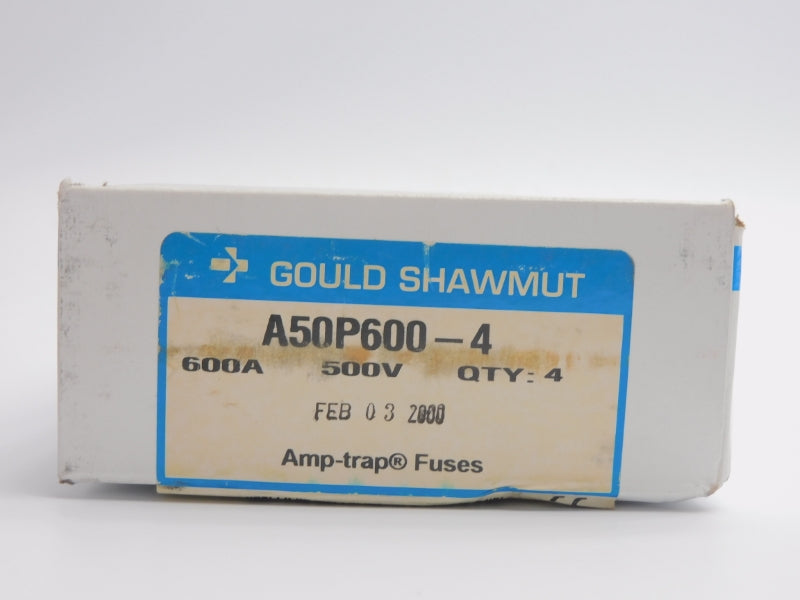 GOULD SHAWMUT
A50P600-4
600A 500V QTY: 4
FEB 03 2000
Amp-trap® Fuses